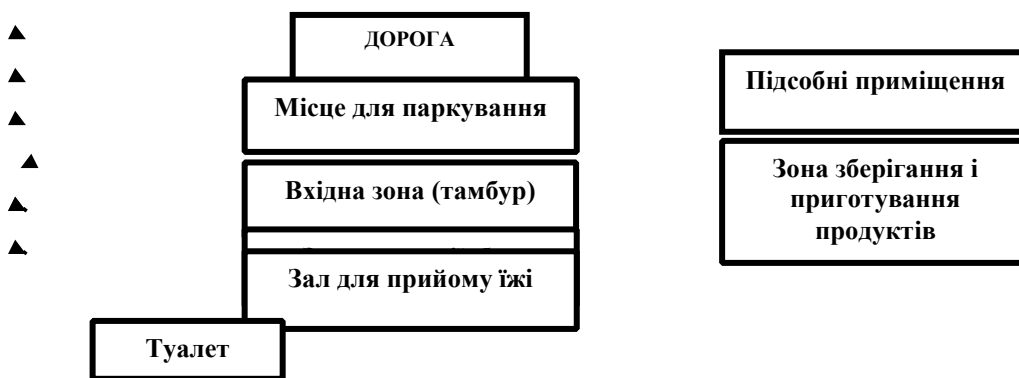 ДОРОГА
Місце для паркування
Вхідна зона (тамбур)
Зал для прийому їжі
Туалет
Підсобні приміщення
Зона зберігання і
приготування
продуктів